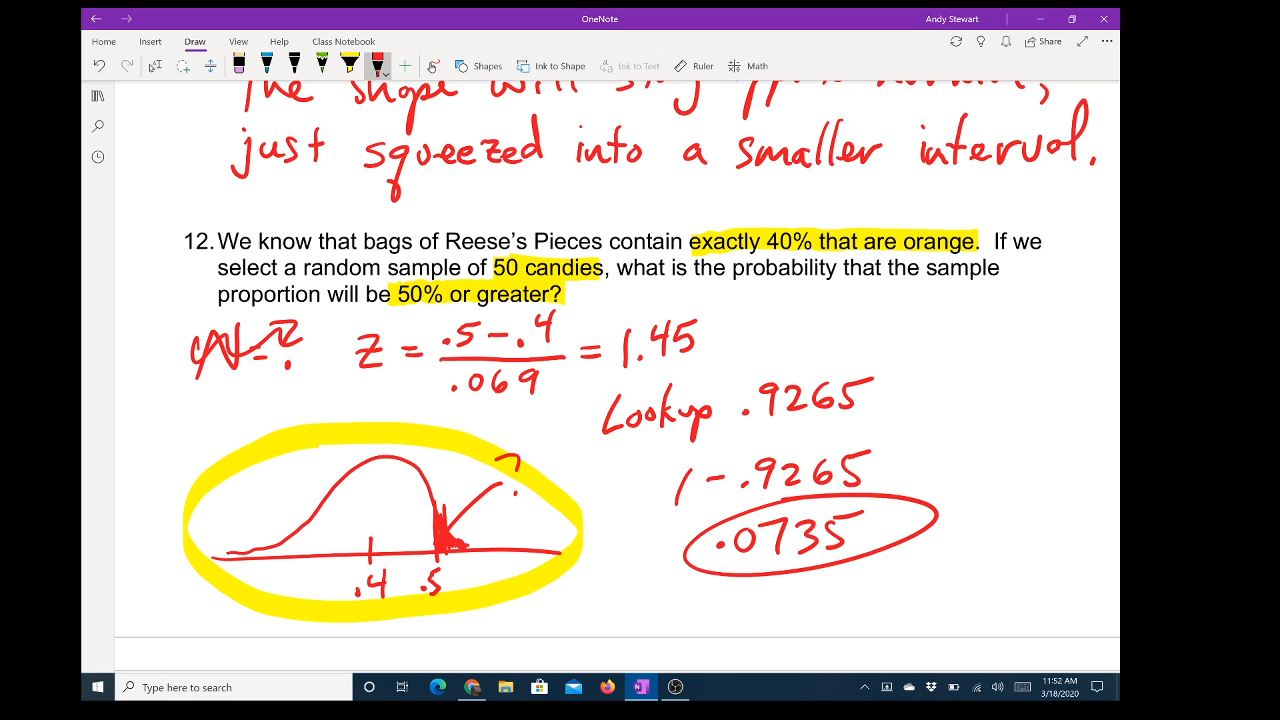 OneNote
Andy Stewart
Home Insert Draw View Help Class Notebook
Share
Shapes Ink to Shape Ink to Text Ruler Math
The shape will
just squeezed into a smaller interval.
12. We know that bags of Reese's Pieces contain exactly 40% that are orange. If we
select a random sample of 50 candies, what is the probability that the sample
proportion will be 50% or greater?
Z = .5 - .4 / .069 = 1.45
Lookup .9265
1 - .9265
.0735
?
.4 .5
Type here to search
11:52 AM
3/18/2020